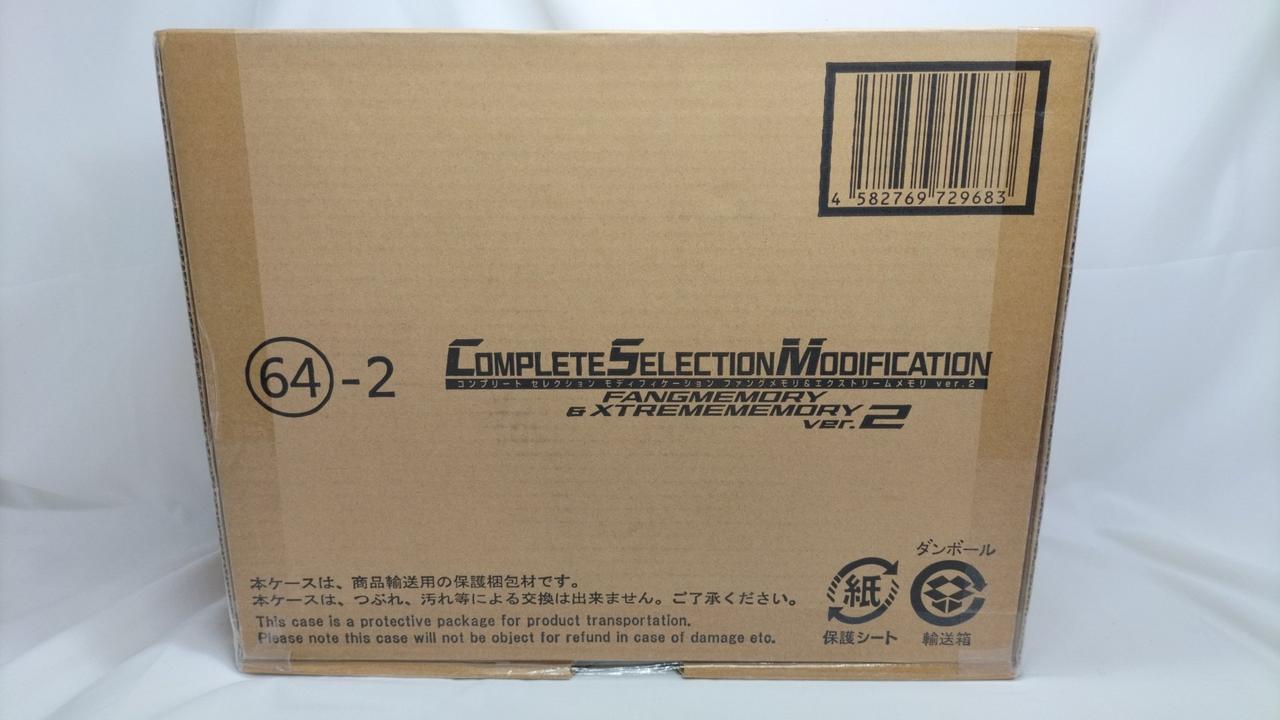 4 582769 729683
64-2
COMPLETE SELECTION MODIFICATION
コンプリート セレクション モディフィケーション ファングメモリ&エクストリームメモリ ver.2
FANGMEMORY
& XTREMEMEMORY
ver.2
本ケースは、商品輸送用の保護梱包材です。
本ケースは、つぶれ、汚れ等による交換は出来ません。ご了承ください。
This case is a protective package for product transportation.
Please note this case will not be object for refund in case of damage etc.
紙
保護シート
ダンボール
輸送箱